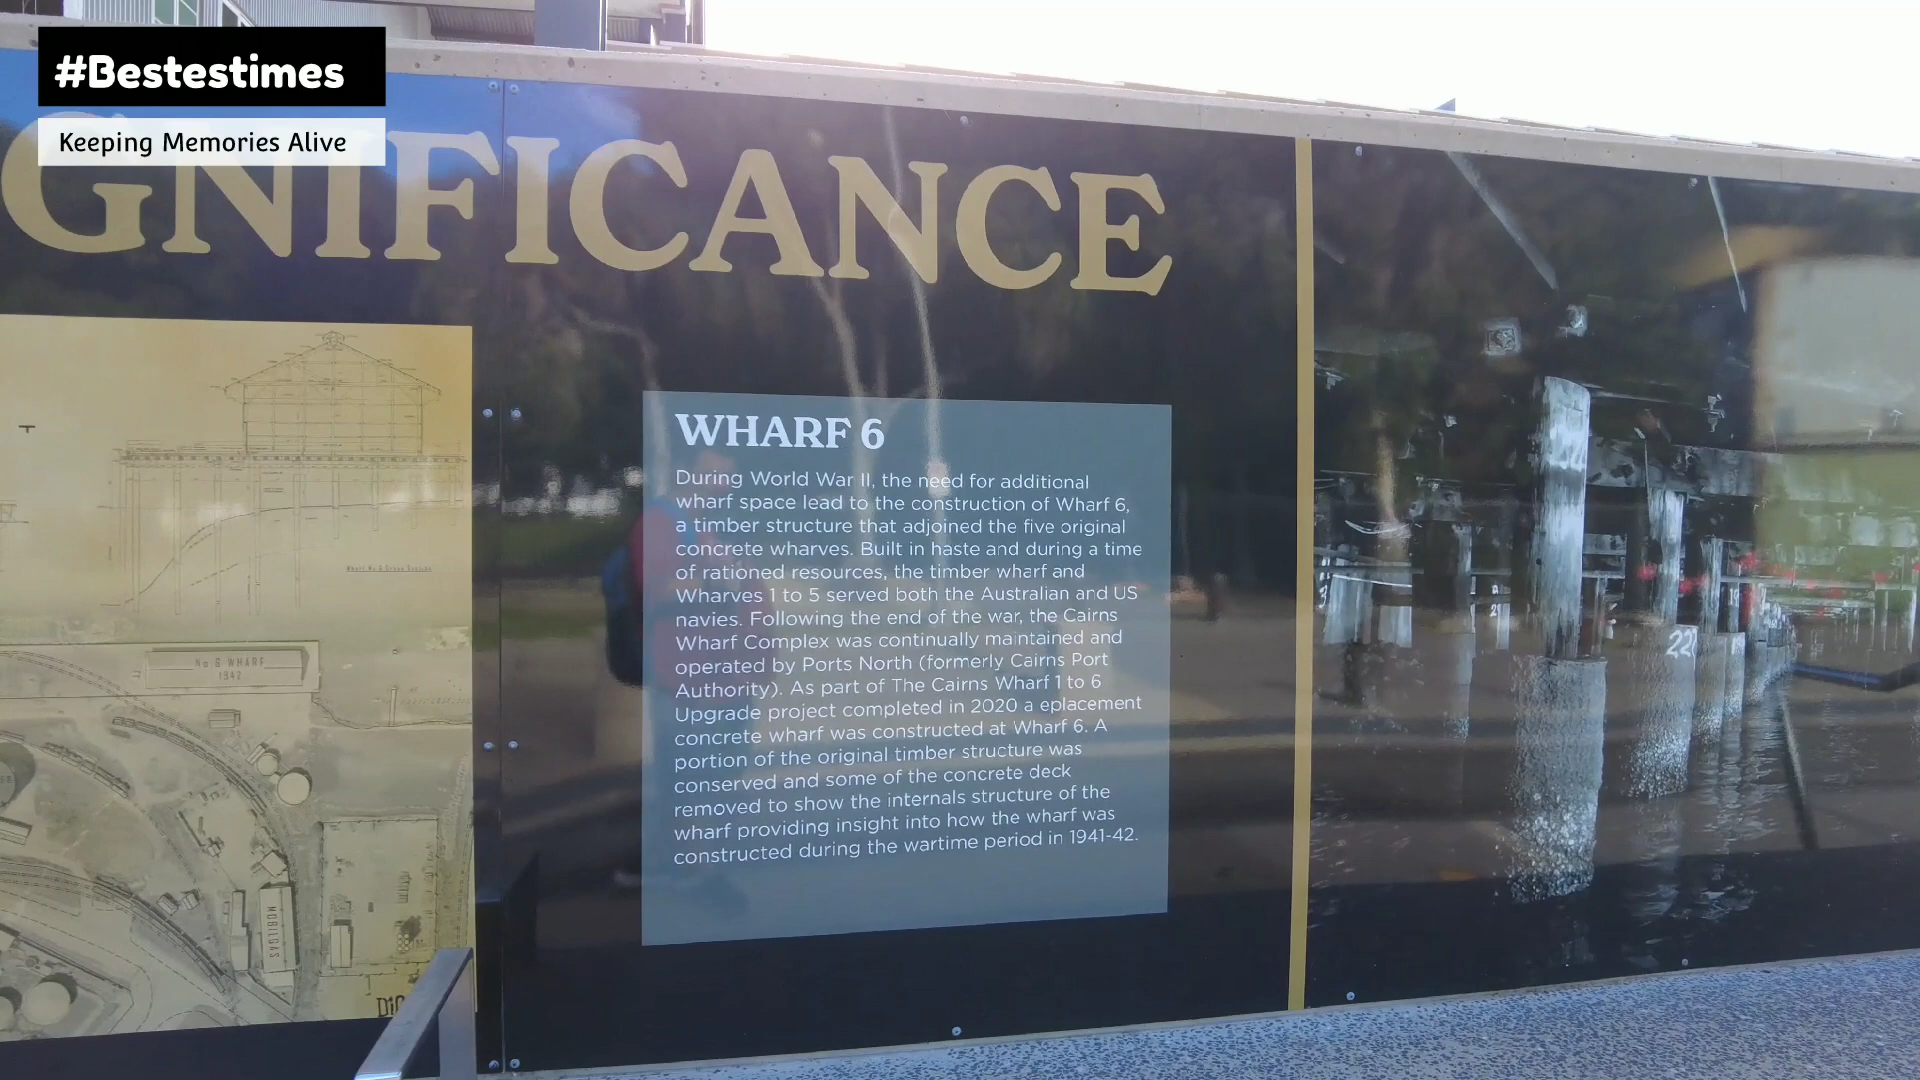 #Bestestimes
Keeping Memories Alive
GNIFICANCE
WHARF 6
During World War II, the need for additional
wharf space lead to the construction of Wharf 6,
a timber structure that adjoined the five original
concrete wharves. Built in haste and during a time
of rationed resources, the timber wharf and
Wharves 1 to 5 served both the Australian and US
navies. Following the end of the war, the Cairns
Wharf Complex was continually maintained and
operated by Ports North (formerly Cairns Port
Authority). As part of The Cairns Wharf 1 to 6
Upgrade project completed in 2020 a eplacement
concrete wharf was constructed at Wharf 6. A
portion of the original timber structure was
conserved and some of the concrete deck
removed to show the internals structure of the
wharf providing insight into how the wharf was
constructed during the wartime period in 1941-42.
No 6 WHARF
1942
MOBILGAS
22
21